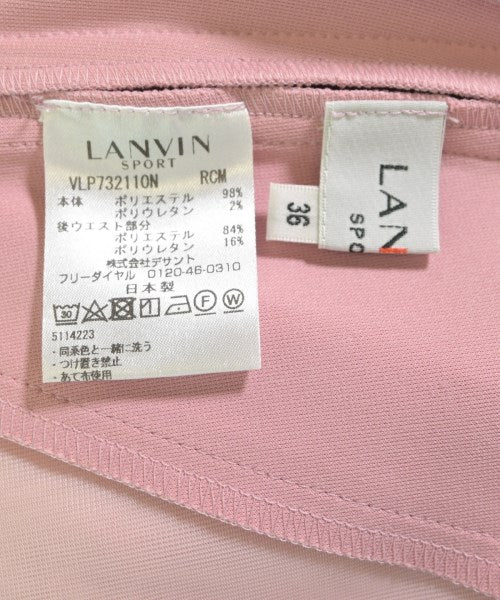 LANVIN
SPORT
VLP732110N RCM
本体 ポリエステル 98%
ポリウレタン 2%
後ウエスト部分
ポリエステル 84%
ポリウレタン 16%
株式会社デサント
フリーダイヤル 0120-46-0310
日本製
30 F W
5114223
・同系色と一緒に洗う
・つけ置き禁止
・あて布使用
36
LAN
SPO